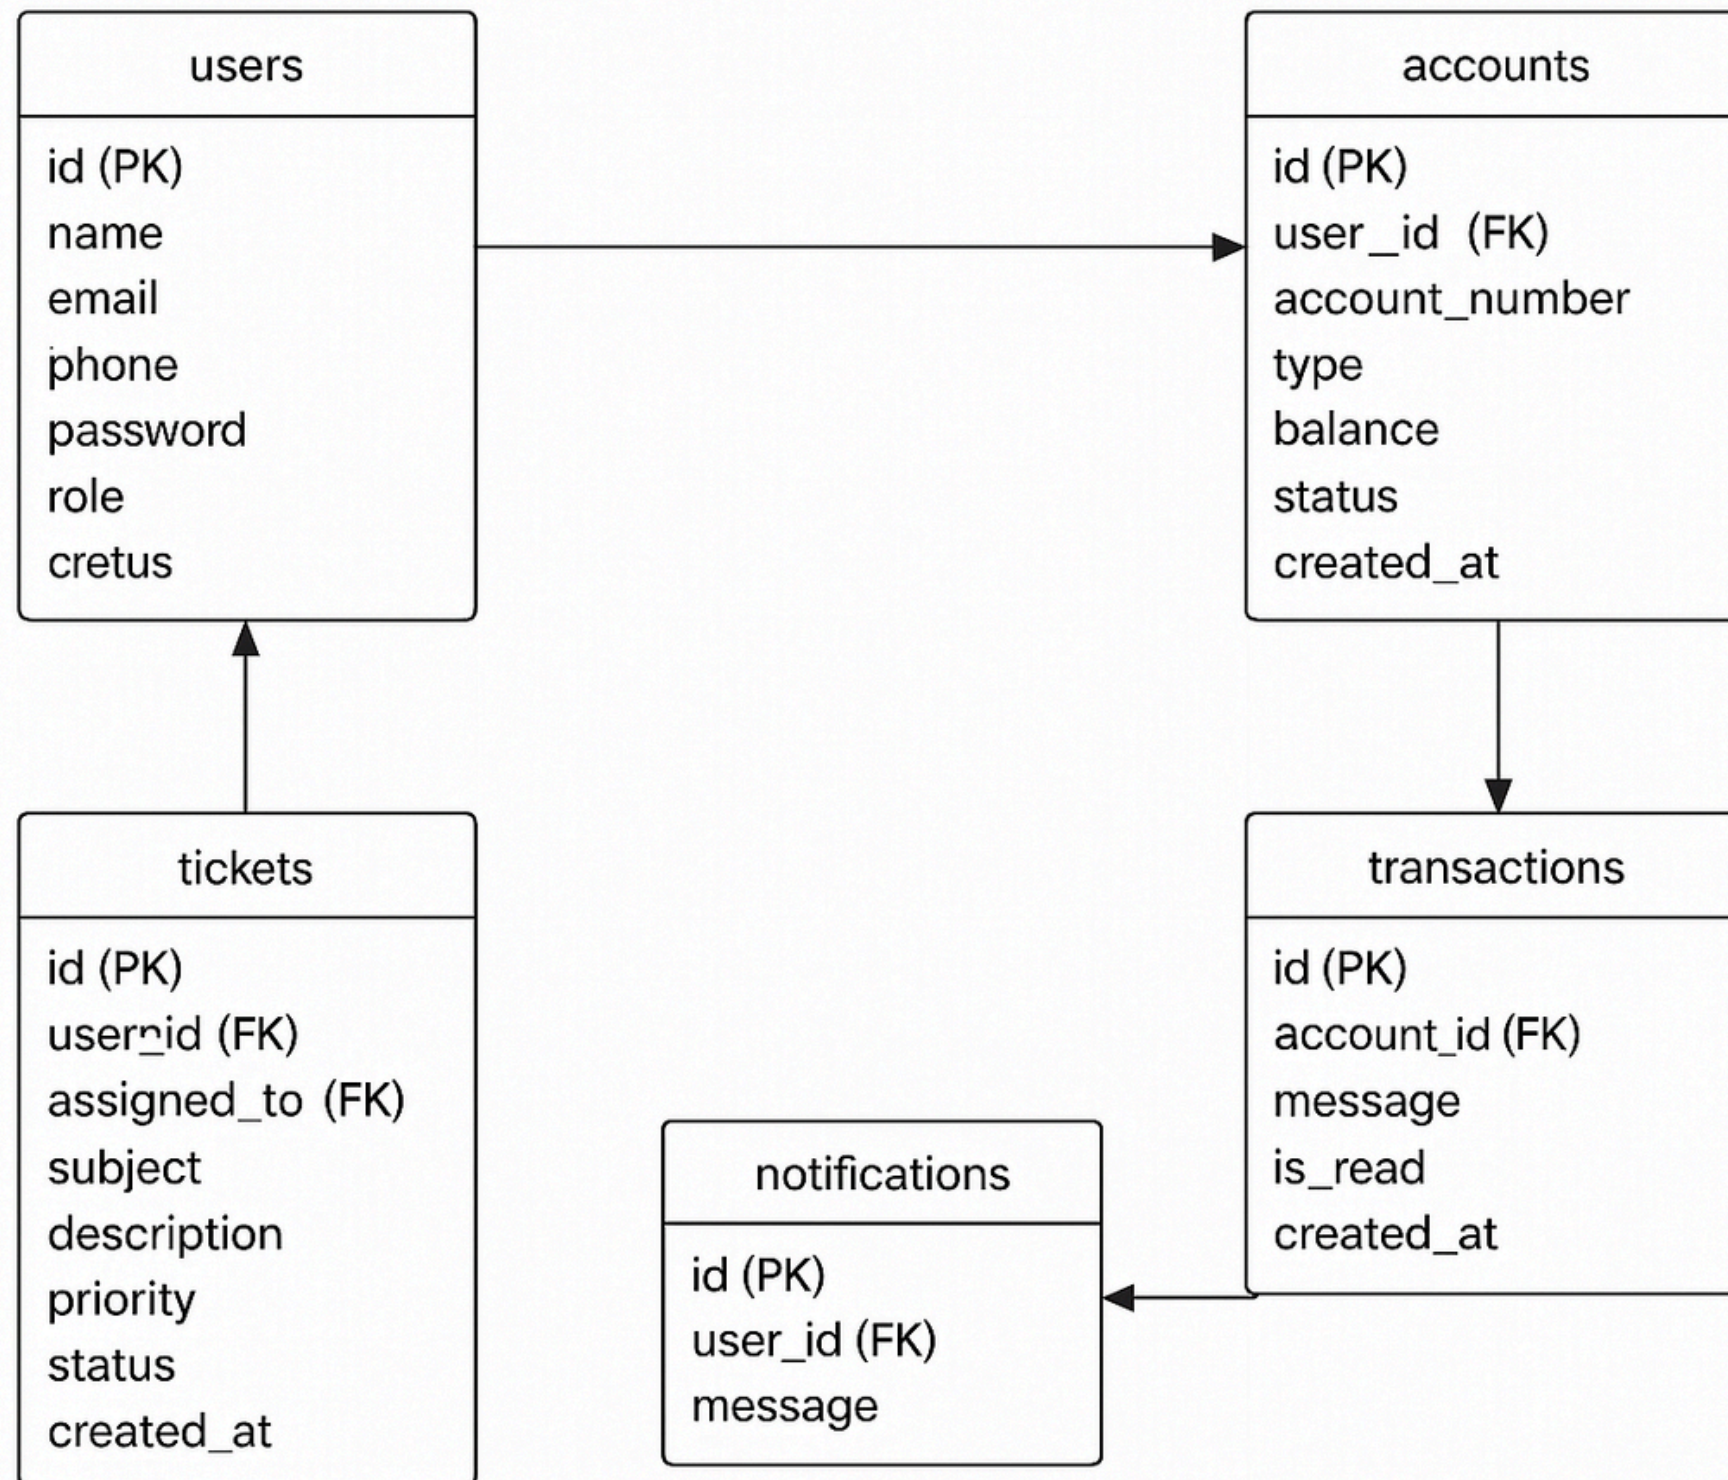 users
id (PK)
name
email
phone
password
role
cretus
accounts
id (PK)
user_id (FK)
account_number
type
balance
status
created_at
tickets
id (PK)
(FK)
assigned_to (FK)
subject
description
priority
status
created_at
notifications
id (PK)
user_id (FK)
message
transactions
id (PK)
account_id (FK)
message
is_read
created_at